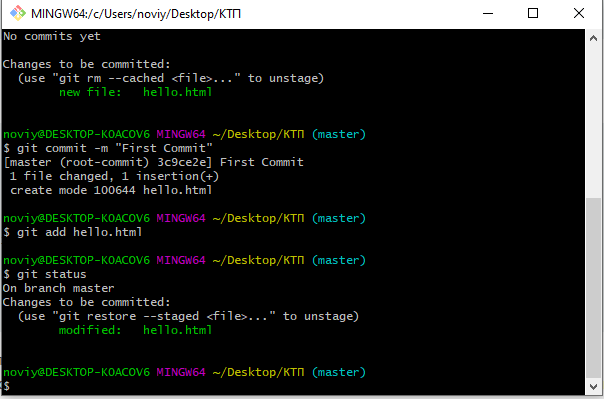 MINGW64:/c/Users/noviy/Desktop/КТП
No commits yet
Changes to be committed:
(use "git rm --cached <file>..." to unstage)
new file:   hello.html
noviy@DESKTOP-KOACOV6 MINGW64 ~/Desktop/КТП (master)
$ git commit -m "First Commit"
[master (root-commit) 3c9ce2e] First Commit
1 file changed, 1 insertion(+)
create mode 100644 hello.html
noviy@DESKTOP-KOACOV6 MINGW64 ~/Desktop/КТП (master)
$ git add hello.html
noviy@DESKTOP-KOACOV6 MINGW64 ~/Desktop/КТП (master)
$ git status
On branch master
Changes to be committed:
(use "git restore --staged <file>..." to unstage)
modified:   hello.html
noviy@DESKTOP-KOACOV6 MINGW64 ~/Desktop/КТП (master)
$